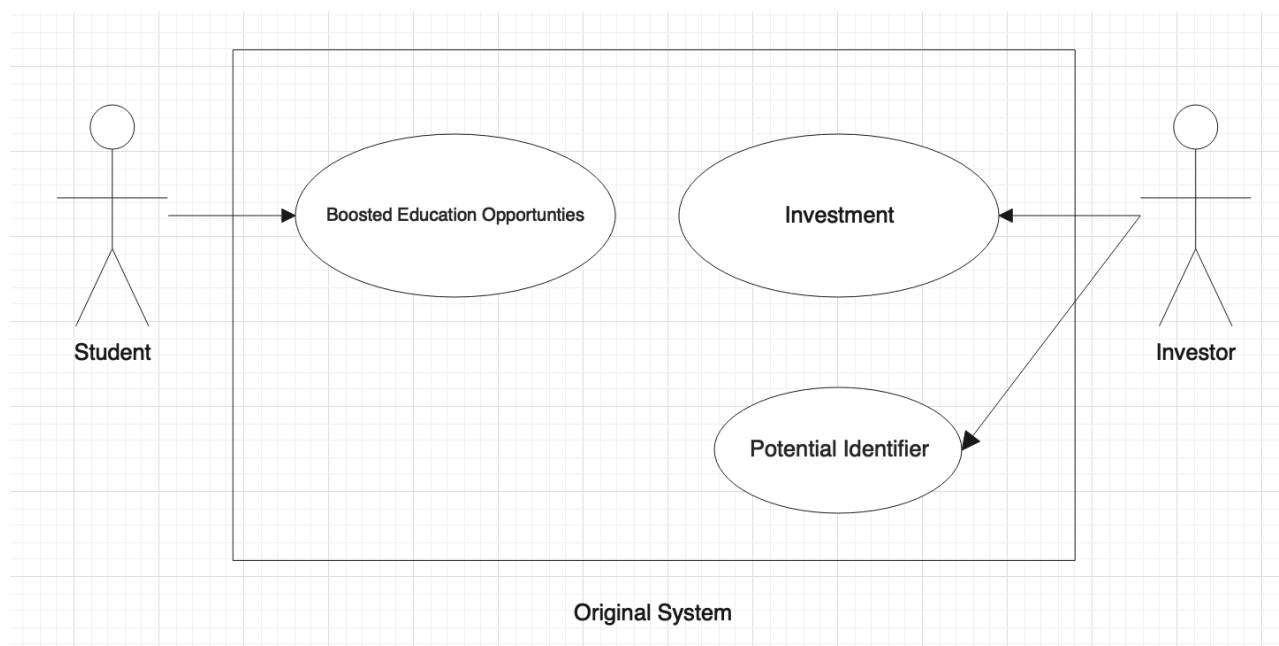 Boosted Education Opportunties
Investment
Student
Investor
Potential Identifier
Original System